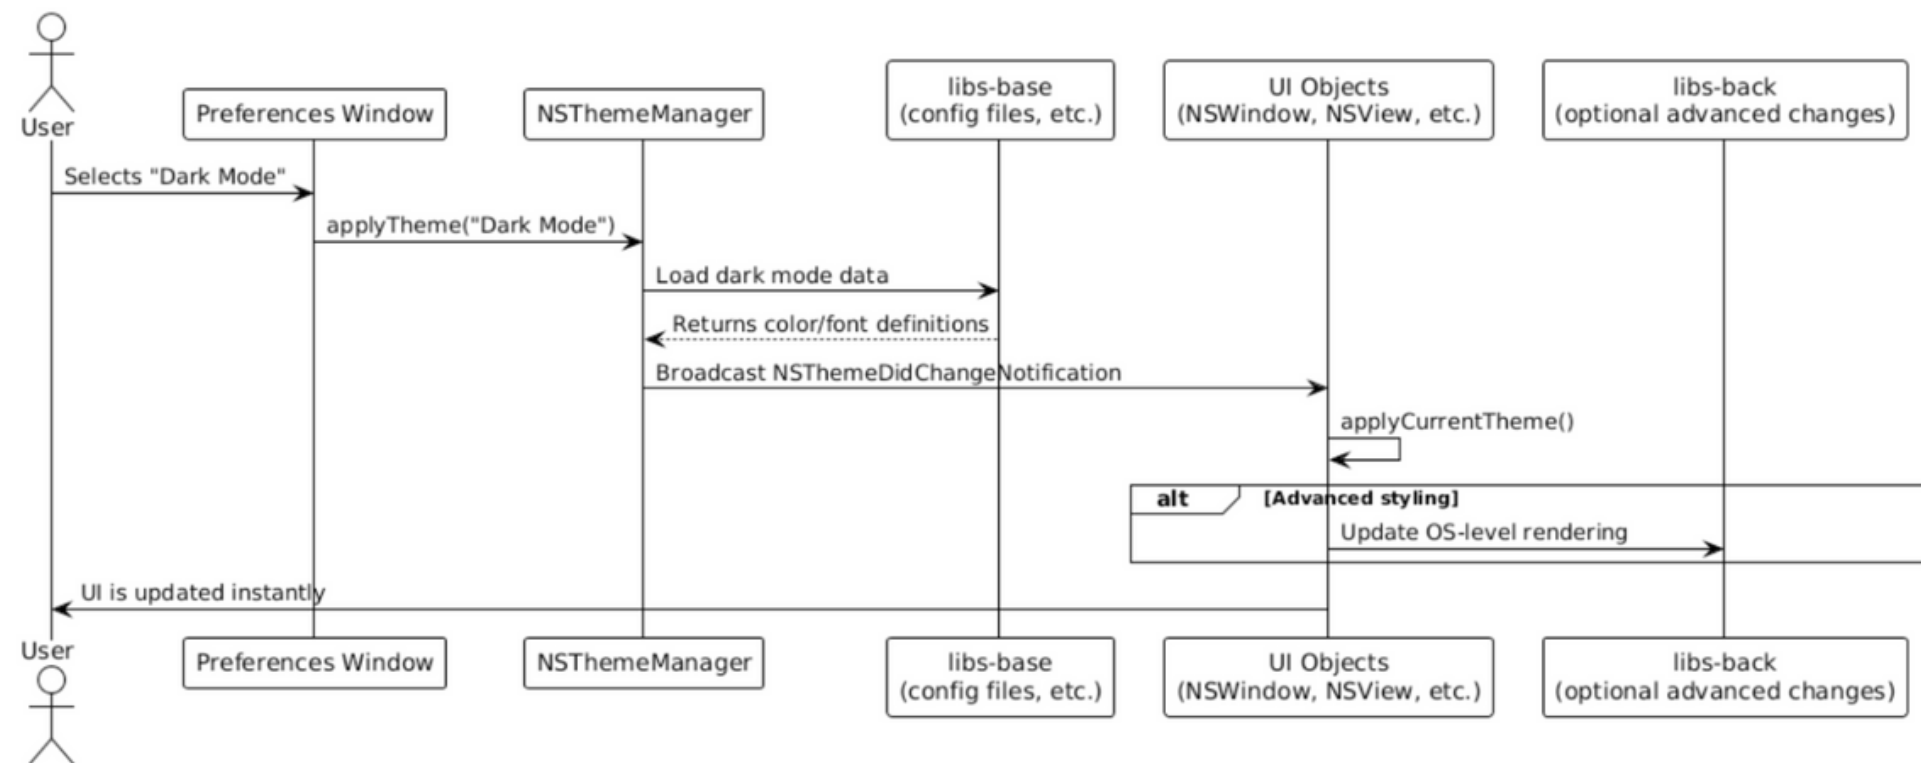 User
Preferences Window
NSThemeManager
libs-base
(config files, etc.)
UI Objects
(NSWindow, NSView, etc.)
libs-back
(optional advanced changes)
Selects "Dark Mode"
applyTheme("Dark Mode")
Load dark mode data
Returns color/font definitions
Broadcast NSThemeDidChangeNotification
applyCurrentTheme()
alt
[Advanced styling]
Update OS-level rendering
UI is updated instantly
User
Preferences Window
NSThemeManager
libs-base
(config files, etc.)
UI Objects
(NSWindow, NSView, etc.)
libs-back
(optional advanced changes)